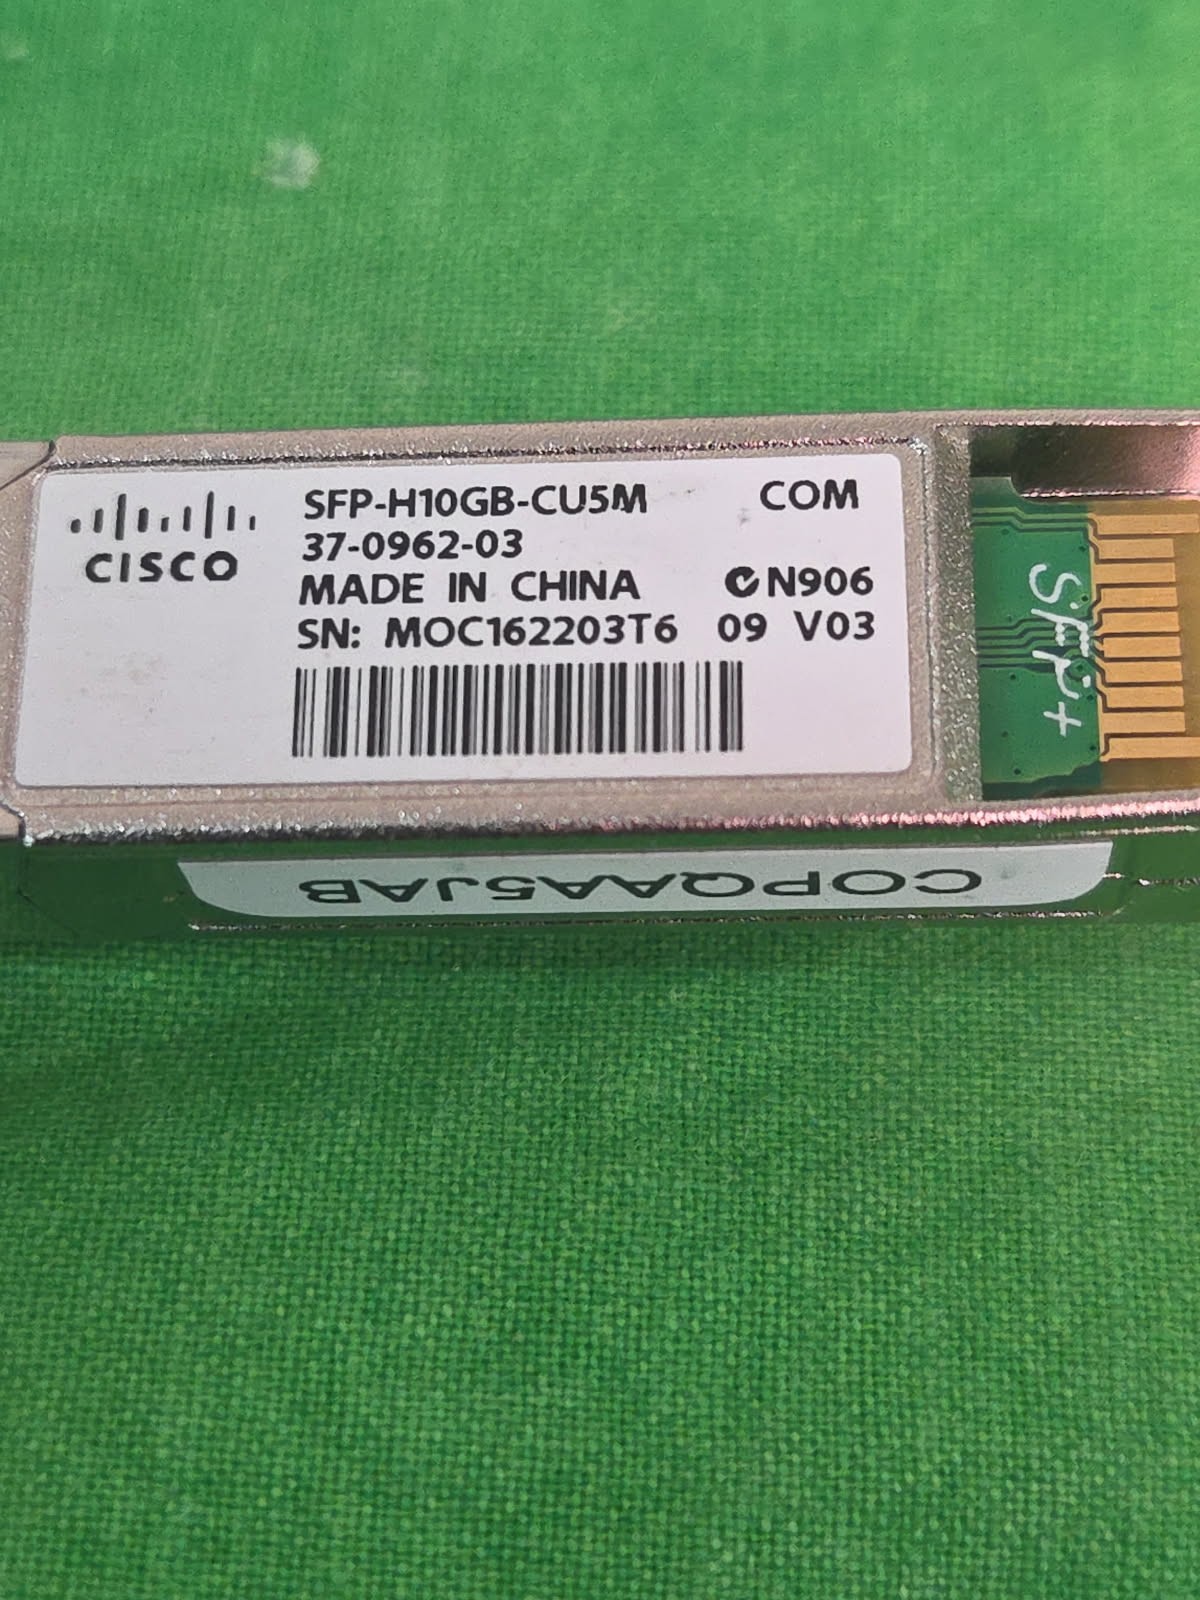 CISCO
SFP-H10GB-CU5M COM
37-0962-03
MADE IN CHINA N906
SN: MOC162203T6 09 V03
SFP+
COPQAA5JAB